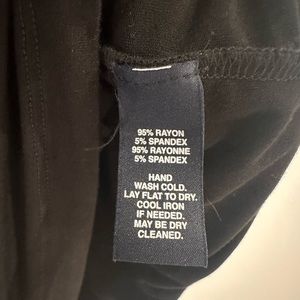 95% RAYON
5% SPANDEX
95% RAYONNE
5% SPANDEX
HAND
WASH COLD.
LAY FLAT TO DRY.
COOL IRON
IF NEEDED.
MAY BE DRY
CLEANED.